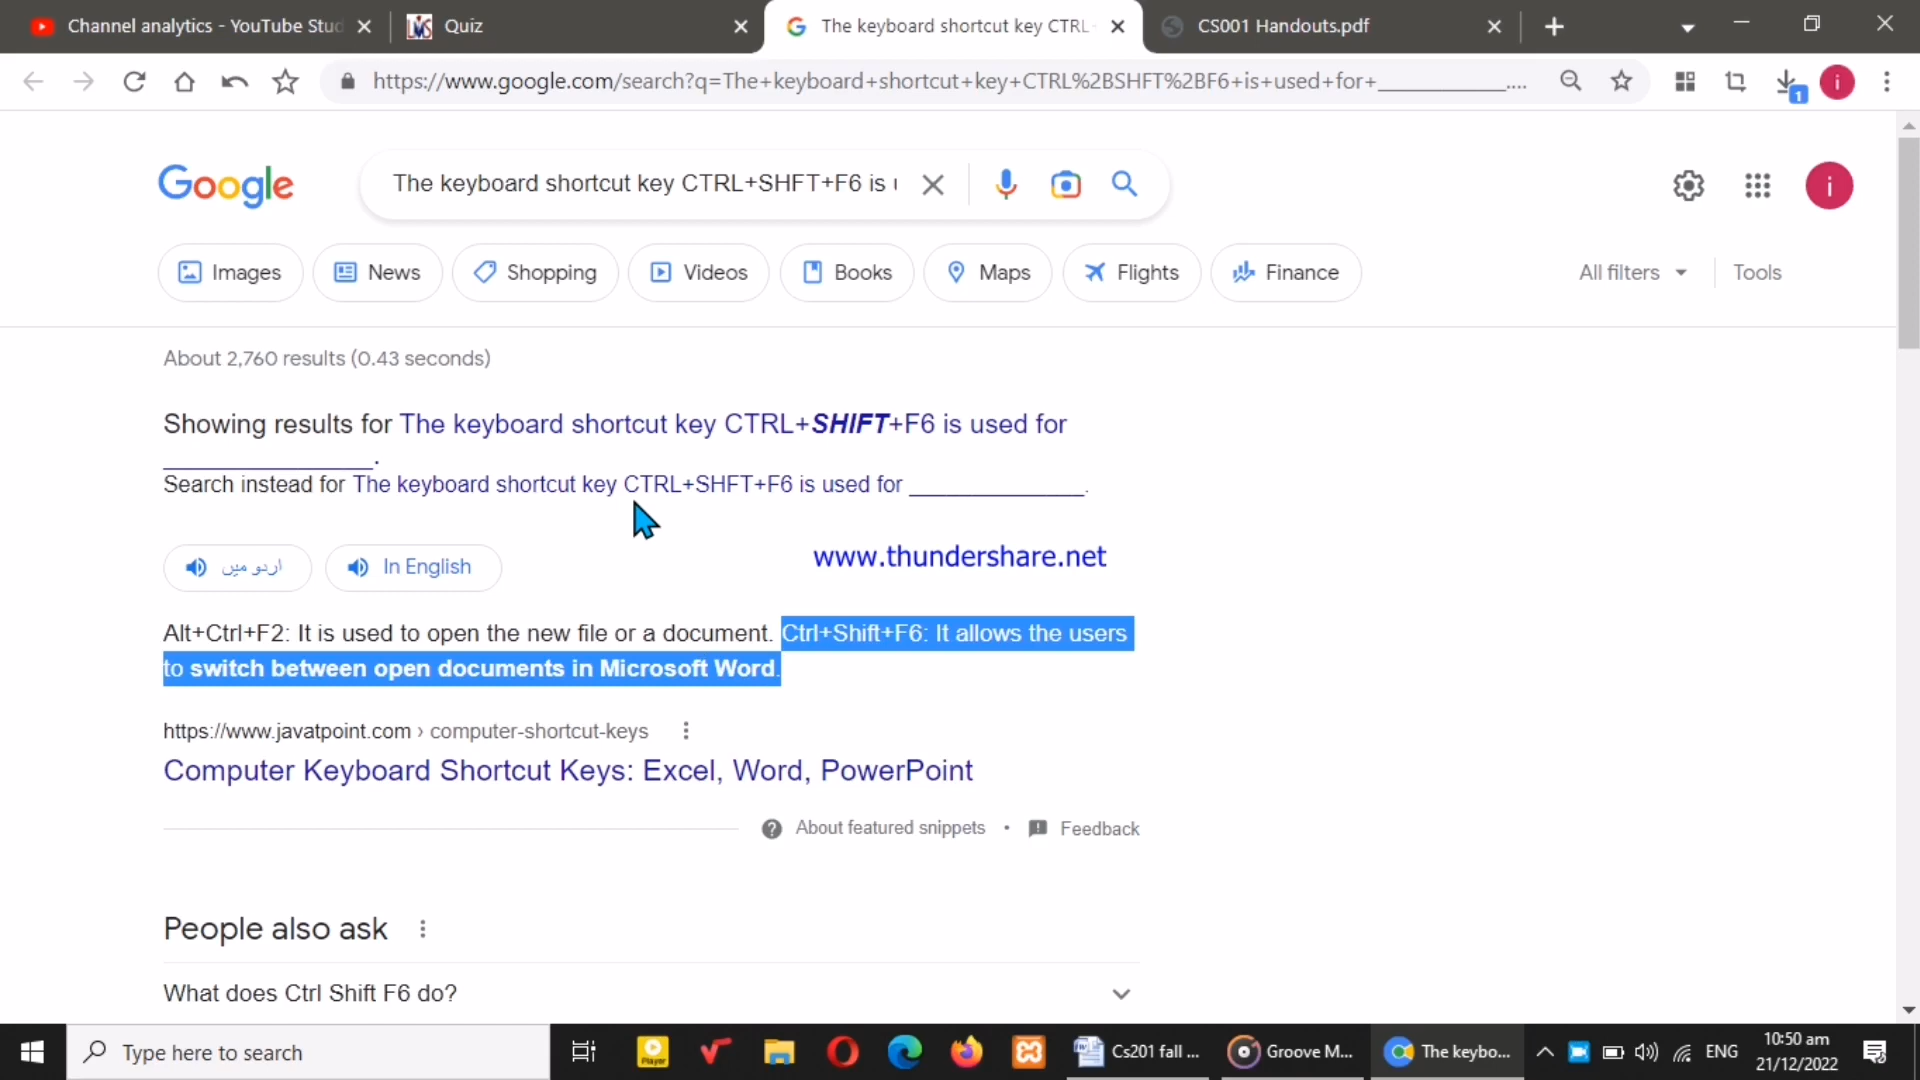 Channel analytics - YouTube Stud
Quiz
The keyboard shortcut key CTRL
CS001 Handouts.pdf
https://www.google.com/search?q=The+keyboard+shortcut+key+CTRL%2BSHFT%2BF6+is+used+for+____________....
1
i
Google
The keyboard shortcut key CTRL+SHFT+F6 is
i
Images
News
Shopping
Videos
Books
Maps
Flights
Finance
All filters
Tools
About 2,760 results (0.43 seconds)
Showing results for The keyboard shortcut key CTRL+SHIFT+F6 is used for
_______________.
Search instead for The keyboard shortcut key CTRL+SHFT+F6 is used for ______________.
اردو میں
In English
www.thundershare.net
Alt+Ctrl+F2: It is used to open the new file or a document. Ctrl+Shift+F6: It allows the users
to switch between open documents in Microsoft Word.
https://www.javatpoint.com › computer-shortcut-keys
Computer Keyboard Shortcut Keys: Excel, Word, PowerPoint
About featured snippets • Feedback
People also ask
What does Ctrl Shift F6 do?
Type here to search
Player
Cs201 fall ...
Groove M...
The keybo...
ENG
10:50 am
21/12/2022